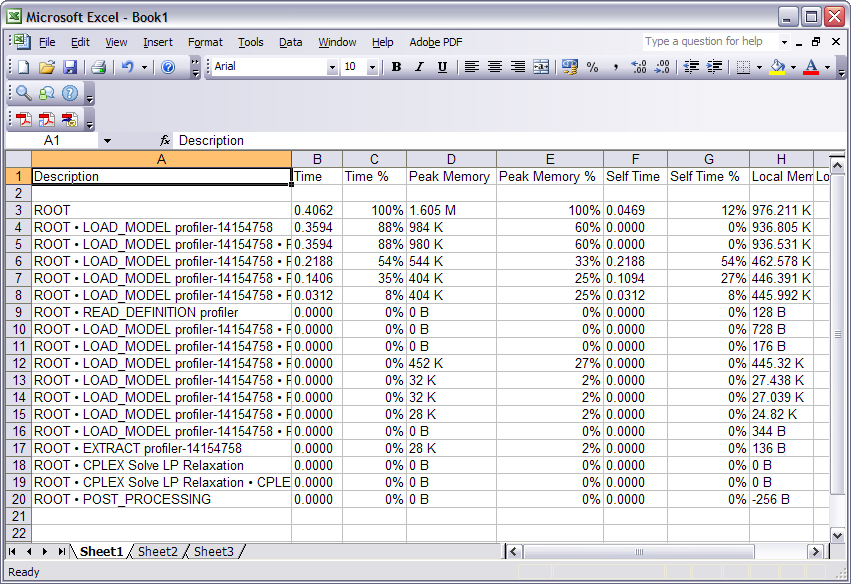 Microsoft Excel - Book1
File Edit View Insert Format Tools Data Window Help Adobe PDF Type a question for help
Arial 10 B I U % ,
A1 fx Description
A B C D E F G H
1 Description Time Time % Peak Memory Peak Memory % Self Time Self Time % Local Mem Lo
2
3 ROOT 0.4062 100% 1.605 M 100% 0.0469 12% 976.211 K
4 ROOT • LOAD_MODEL profiler-14154758 0.3594 88% 984 K 60% 0.0000 0% 936.805 K
5 ROOT • LOAD_MODEL profiler-14154758 • F 0.3594 88% 980 K 60% 0.0000 0% 936.531 K
6 ROOT • LOAD_MODEL profiler-14154758 • F 0.2188 54% 544 K 33% 0.2188 54% 462.578 K
7 ROOT • LOAD_MODEL profiler-14154758 • F 0.1406 35% 404 K 25% 0.1094 27% 446.391 K
8 ROOT • LOAD_MODEL profiler-14154758 • F 0.0312 8% 404 K 25% 0.0312 8% 445.992 K
9 ROOT • READ_DEFINITION profiler 0.0000 0% 0 B 0% 0.0000 0% 128 B
10 ROOT • LOAD_MODEL profiler-14154758 • F 0.0000 0% 0 B 0% 0.0000 0% 728 B
11 ROOT • LOAD_MODEL profiler-14154758 • F 0.0000 0% 0 B 0% 0.0000 0% 176 B
12 ROOT • LOAD_MODEL profiler-14154758 • F 0.0000 0% 452 K 27% 0.0000 0% 445.32 K
13 ROOT • LOAD_MODEL profiler-14154758 • F 0.0000 0% 32 K 2% 0.0000 0% 27.438 K
14 ROOT • LOAD_MODEL profiler-14154758 • F 0.0000 0% 32 K 2% 0.0000 0% 27.039 K
15 ROOT • LOAD_MODEL profiler-14154758 • F 0.0000 0% 28 K 2% 0.0000 0% 24.82 K
16 ROOT • LOAD_MODEL profiler-14154758 • F 0.0000 0% 0 B 0% 0.0000 0% 344 B
17 ROOT • EXTRACT profiler-14154758 0.0000 0% 28 K 2% 0.0000 0% 136 B
18 ROOT • CPLEX Solve LP Relaxation 0.0000 0% 0 B 0% 0.0000 0% 0 B
19 ROOT • CPLEX Solve LP Relaxation • CPLE 0.0000 0% 0 B 0% 0.0000 0% 0 B
20 ROOT • POST_PROCESSING 0.0000 0% 0 B 0% 0.0000 0% -256 B
21
22
Sheet1 Sheet2 Sheet3
Ready